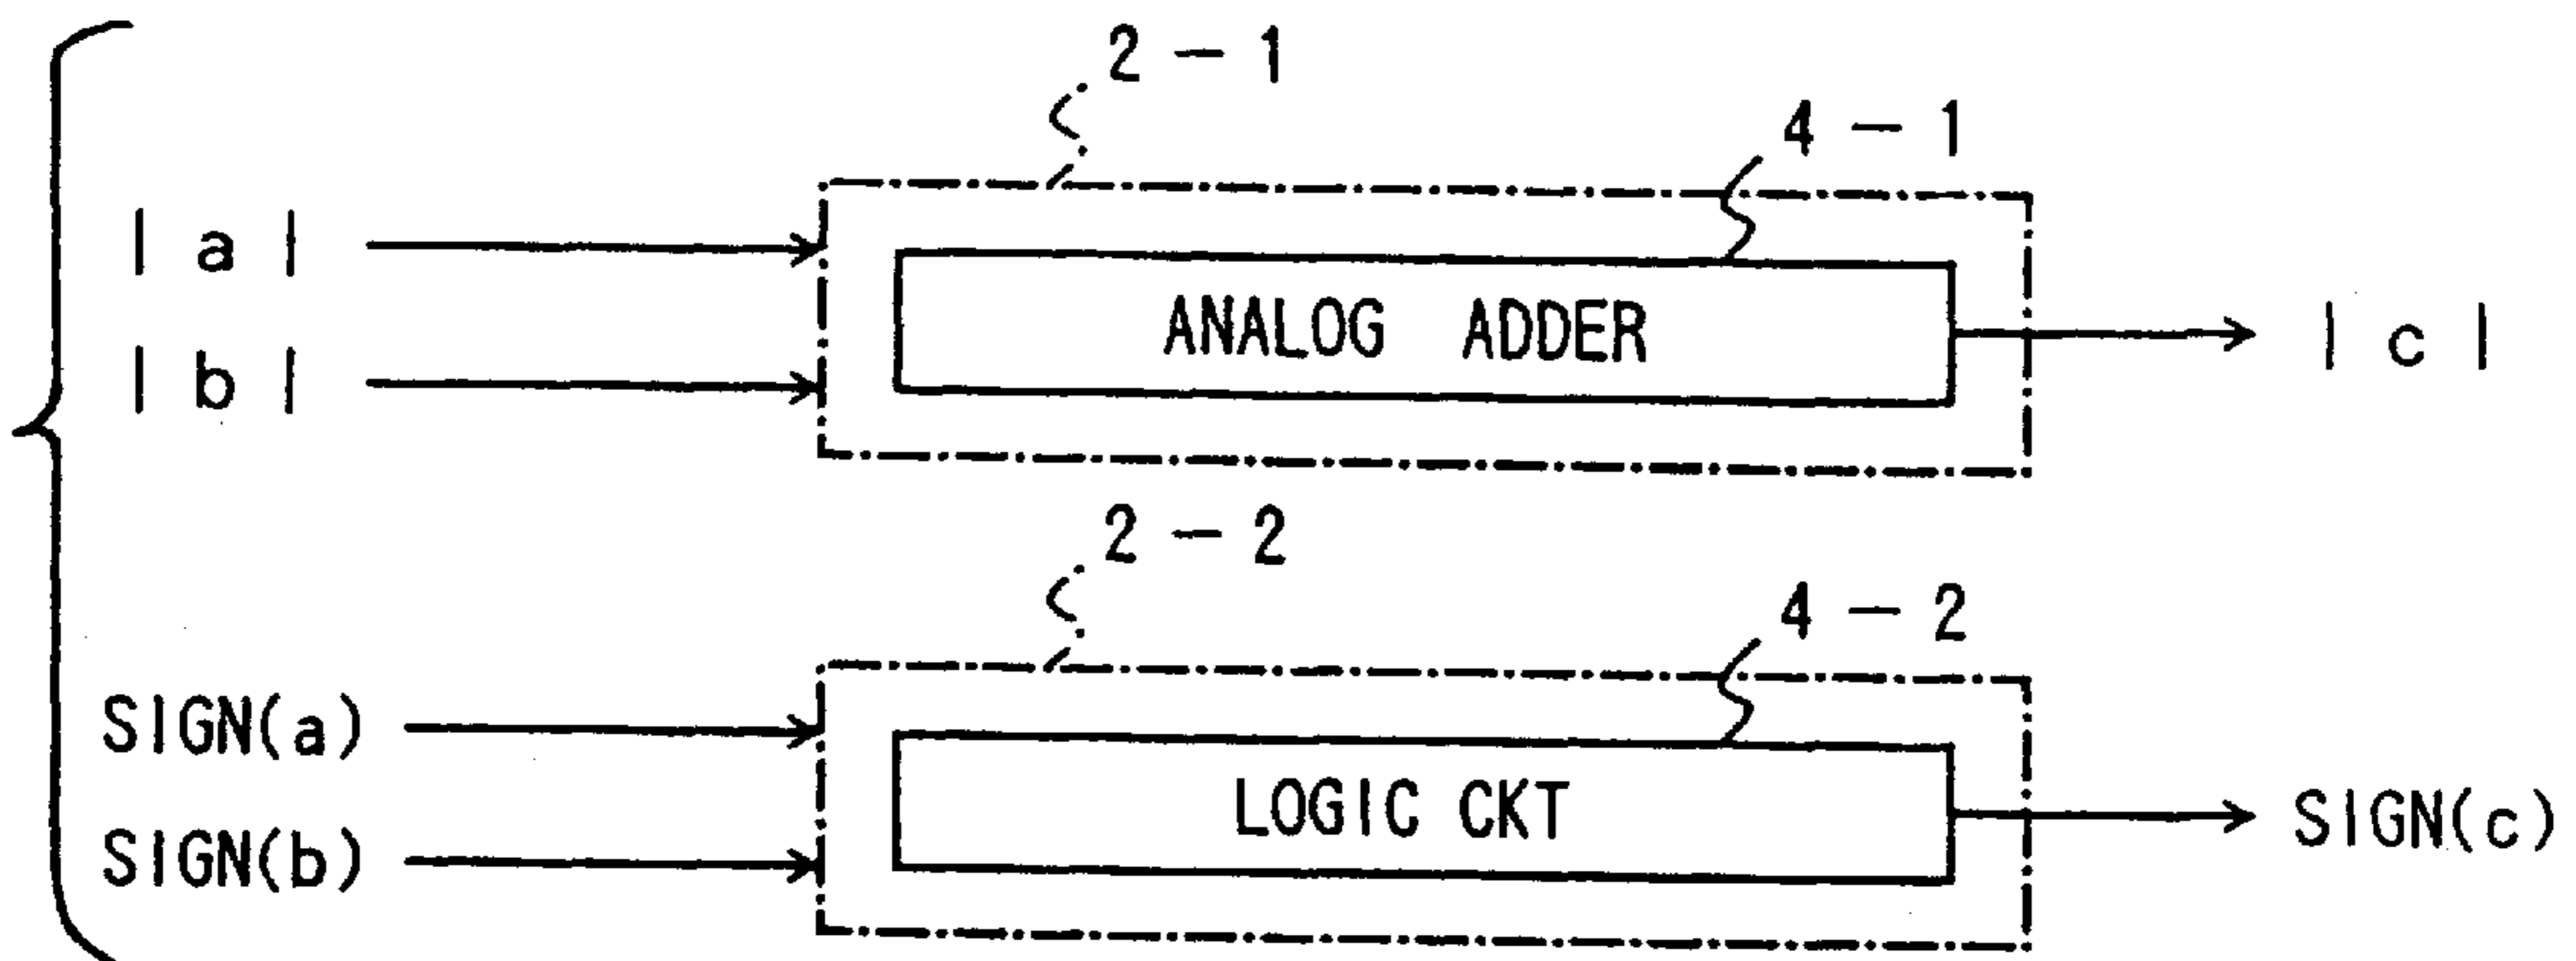 2-1
4-1
| a |
ANALOG ADDER
| c |
| b |
2-2
4-2
SIGN(a)
LOGIC CKT
SIGN(c)
SIGN(b)